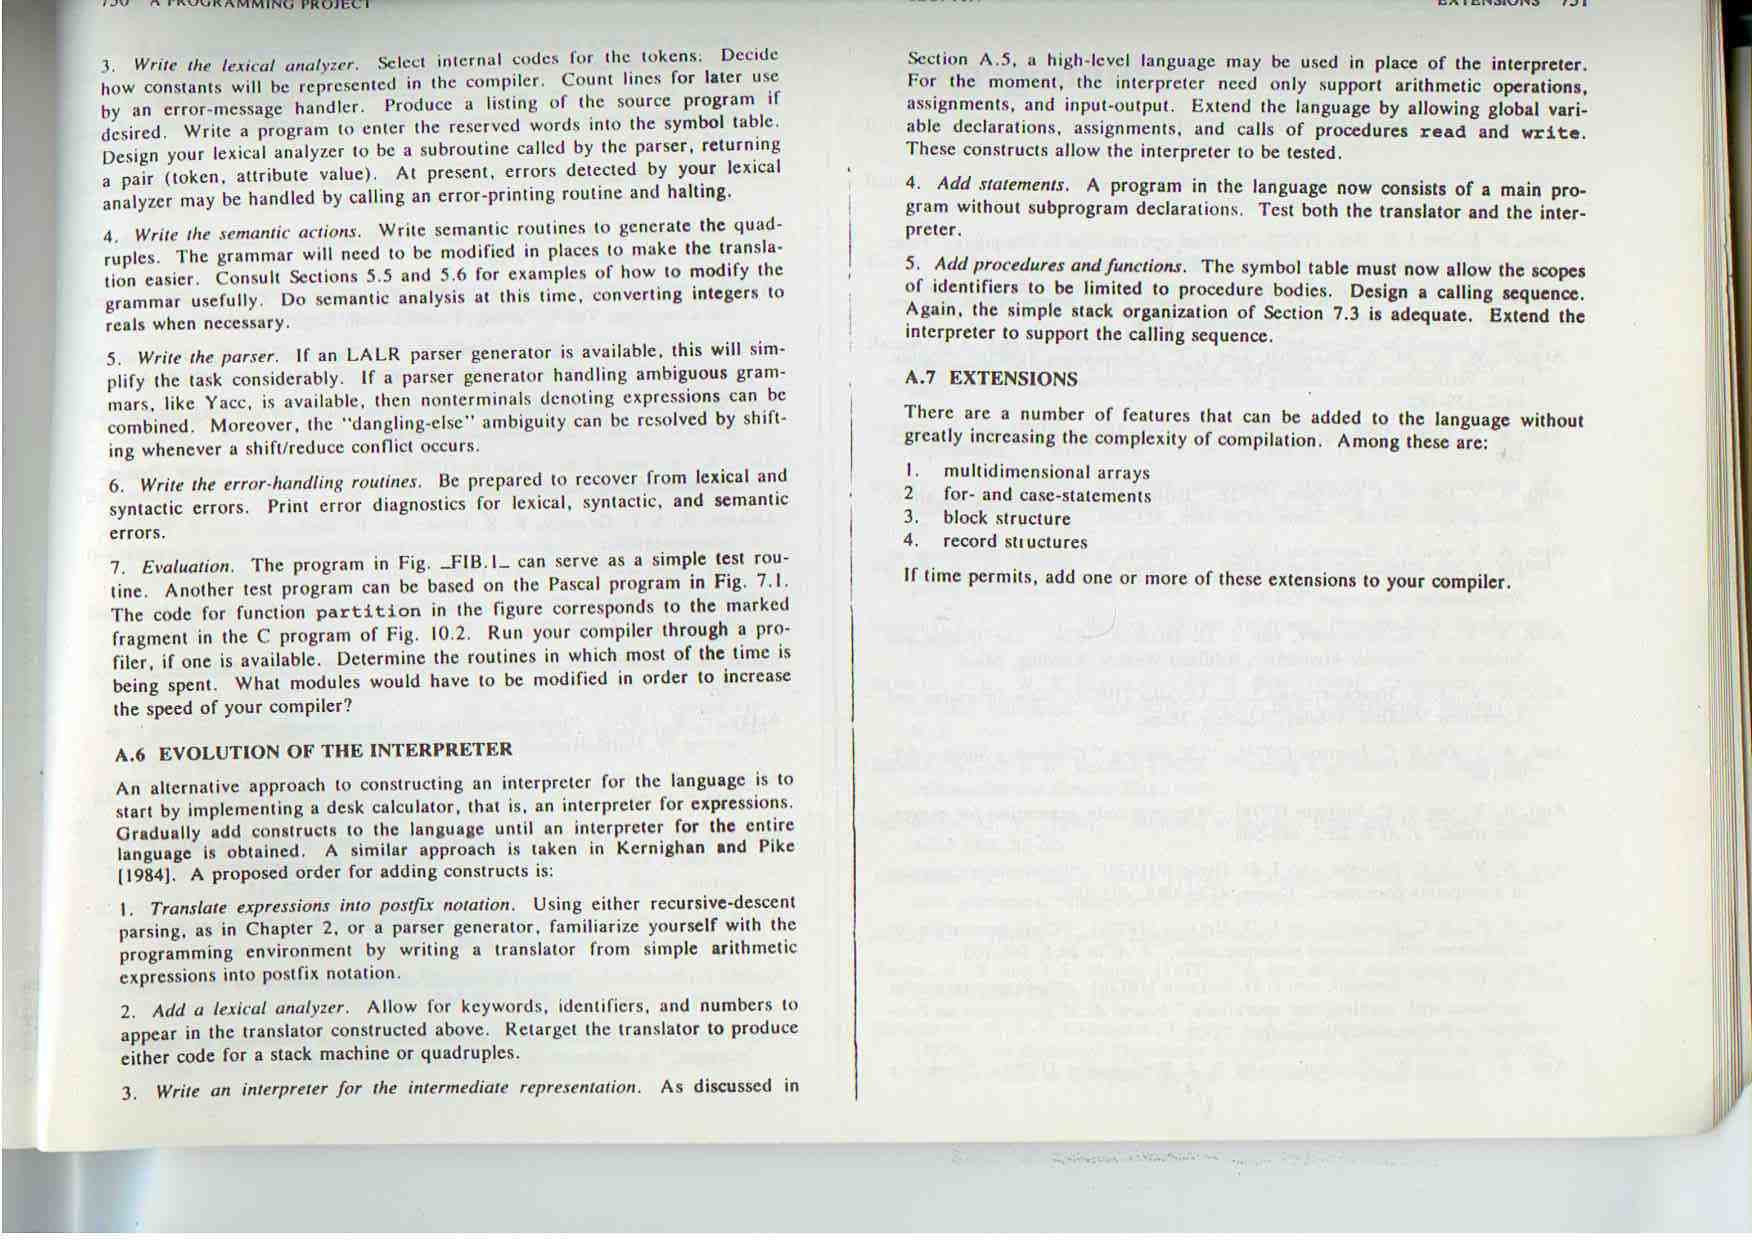 750 A PROGRAMMING PROJECT
3. Write the lexical analyzer. Select internal codes for the tokens. Decide
how constants will be represented in the compiler. Count lines for later use
by an error-message handler. Produce a listing of the source program if
desired. Write a program to enter the reserved words into the symbol table.
Design your lexical analyzer to be a subroutine called by the parser, returning
a pair (token, attribute value). At present, errors detected by your lexical
analyzer may be handled by calling an error-printing routine and halting.
4. Write the semantic actions. Write semantic routines to generate the quad-
ruples. The grammar will need to be modified in places to make the transla-
tion easier. Consult Sections 5.5 and 5.6 for examples of how to modify the
grammar usefully. Do semantic analysis at this time, converting integers to
reals when necessary.
5. Write the parser. If an LALR parser generator is available, this will sim-
plify the task considerably. If a parser generator handling ambiguous gram-
mars, like Yacc, is available, then nonterminals denoting expressions can be
combined. Moreover, the "dangling-else" ambiguity can be resolved by shift-
ing whenever a shift/reduce conflict occurs.
6. Write the error-handling routines. Be prepared to recover from lexical and
syntactic errors. Print error diagnostics for lexical, syntactic, and semantic
errors.
7. Evaluation. The program in Fig. _FIB.1_ can serve as a simple test rou-
tine. Another test program can be based on the Pascal program in Fig. 7.1.
The code for function partition in the figure corresponds to the marked
fragment in the C program of Fig. 10.2. Run your compiler through a pro-
filer, if one is available. Determine the routines in which most of the time is
being spent. What modules would have to be modified in order to increase
the speed of your compiler?
A.6 EVOLUTION OF THE INTERPRETER
An alternative approach to constructing an interpreter for the language is to
start by implementing a desk calculator, that is, an interpreter for expressions.
Gradually add constructs to the language until an interpreter for the entire
language is obtained. A similar approach is taken in Kernighan and Pike
[1984]. A proposed order for adding constructs is:
1. Translate expressions into postfix notation. Using either recursive-descent
parsing, as in Chapter 2, or a parser generator, familiarize yourself with the
programming environment by writing a translator from simple arithmetic
expressions into postfix notation.
2. Add a lexical analyzer. Allow for keywords, identifiers, and numbers to
appear in the translator constructed above. Retarget the translator to produce
either code for a stack machine or quadruples.
3. Write an interpreter for the intermediate representation. As discussed in
EXTENSIONS 751
Section A.5, a high-level language may be used in place of the interpreter.
For the moment, the interpreter need only support arithmetic operations,
assignments, and input-output. Extend the language by allowing global vari-
able declarations, assignments, and calls of procedures read and write.
These constructs allow the interpreter to be tested.
4. Add statements. A program in the language now consists of a main pro-
gram without subprogram declarations. Test both the translator and the inter-
preter.
5. Add procedures and functions. The symbol table must now allow the scopes
of identifiers to be limited to procedure bodies. Design a calling sequence.
Again, the simple stack organization of Section 7.3 is adequate. Extend the
interpreter to support the calling sequence.
A.7 EXTENSIONS
There are a number of features that can be added to the language without
greatly increasing the complexity of compilation. Among these are:
1. multidimensional arrays
2 for- and case-statements
3. block structure
4. record structures
If time permits, add one or more of these extensions to your compiler.